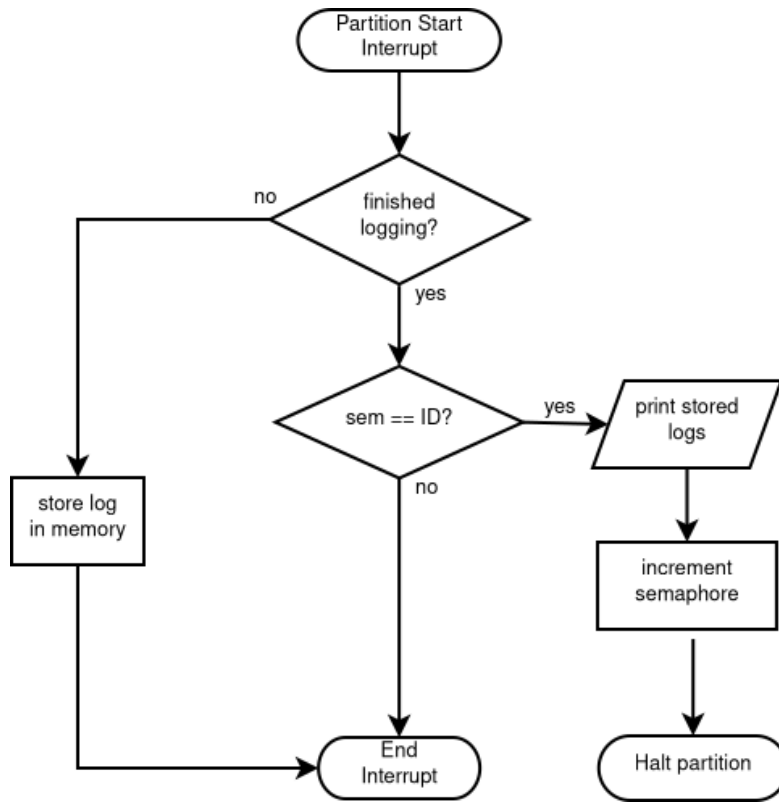 Partition Start
Interrupt
no
finished
logging?
yes
sem == ID?
yes
print stored
logs
no
store log
in memory
increment
semaphore
End
Interrupt
Halt partition